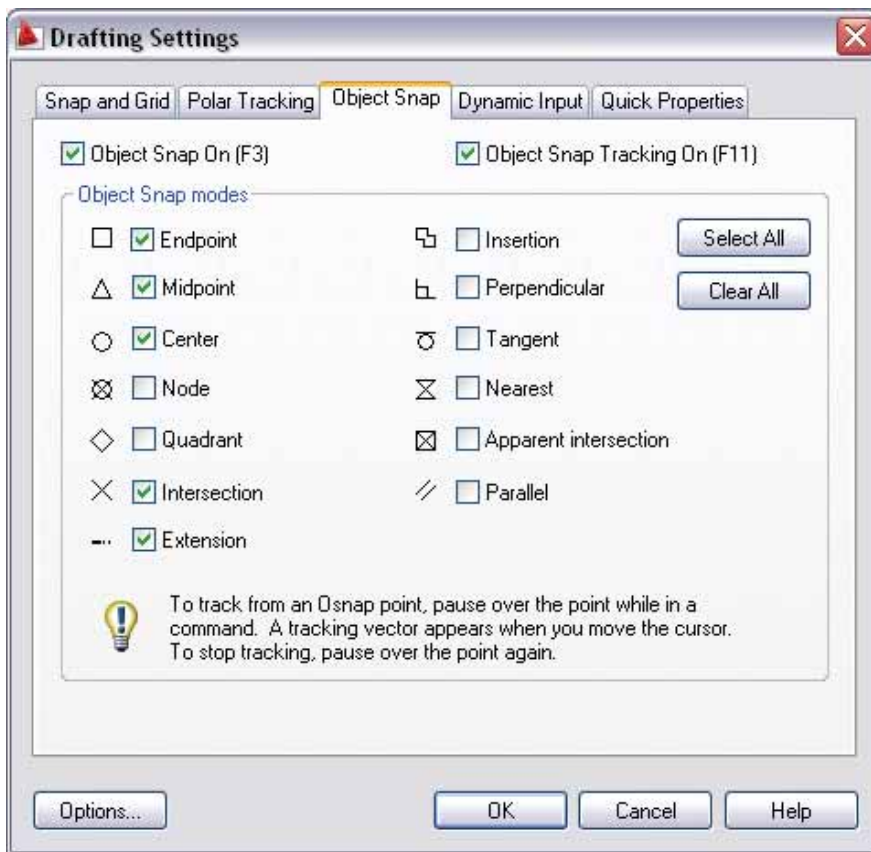 Drafting Settings
Snap and Grid Polar Tracking Object Snap Dynamic Input Quick Properties
Object Snap On (F3) Object Snap Tracking On (F11)
Object Snap modes
Endpoint Insertion Select All
Midpoint Perpendicular Clear All
Center Tangent
Node Nearest
Quadrant Apparent intersection
Intersection Parallel
Extension
To track from an Osnap point, pause over the point while in a
command. A tracking vector appears when you move the cursor.
To stop tracking, pause over the point again.
Options... OK Cancel Help